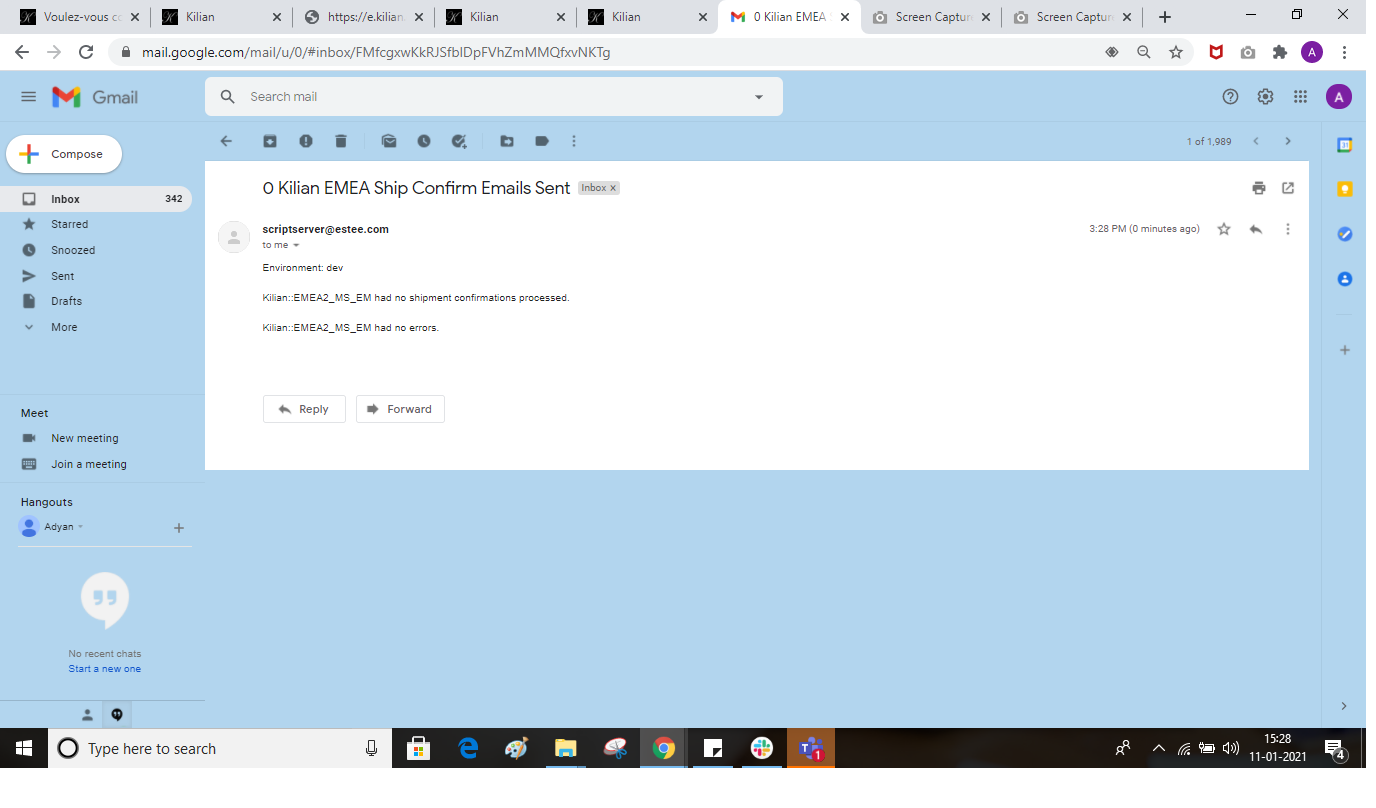 Voulez-vous co
Kilian
https://e.kilian.
Kilian
Kilian
0 Kilian EMEA S
Screen Captur
Screen Captur
mail.google.com/mail/u/0/#inbox/FMfcgxwKkRJSfblDpFVhZmMMQfxvNKTg
A
Gmail
Search mail
A
Compose
1 of 1,989
31
Inbox 342
Starred
Snoozed
Sent
Drafts
More
0 Kilian EMEA Ship Confirm Emails Sent Inbox x
scriptserver@estee.com 3:28 PM (0 minutes ago)
to me
Environment: dev
Kilian::EMEA2_MS_EM had no shipment confirmations processed.
Kilian::EMEA2_MS_EM had no errors.
Reply Forward
Meet
New meeting
Join a meeting
Hangouts
Adyan
No recent chats
Start a new one
Type here to search
1
15:28
11-01-2021
4